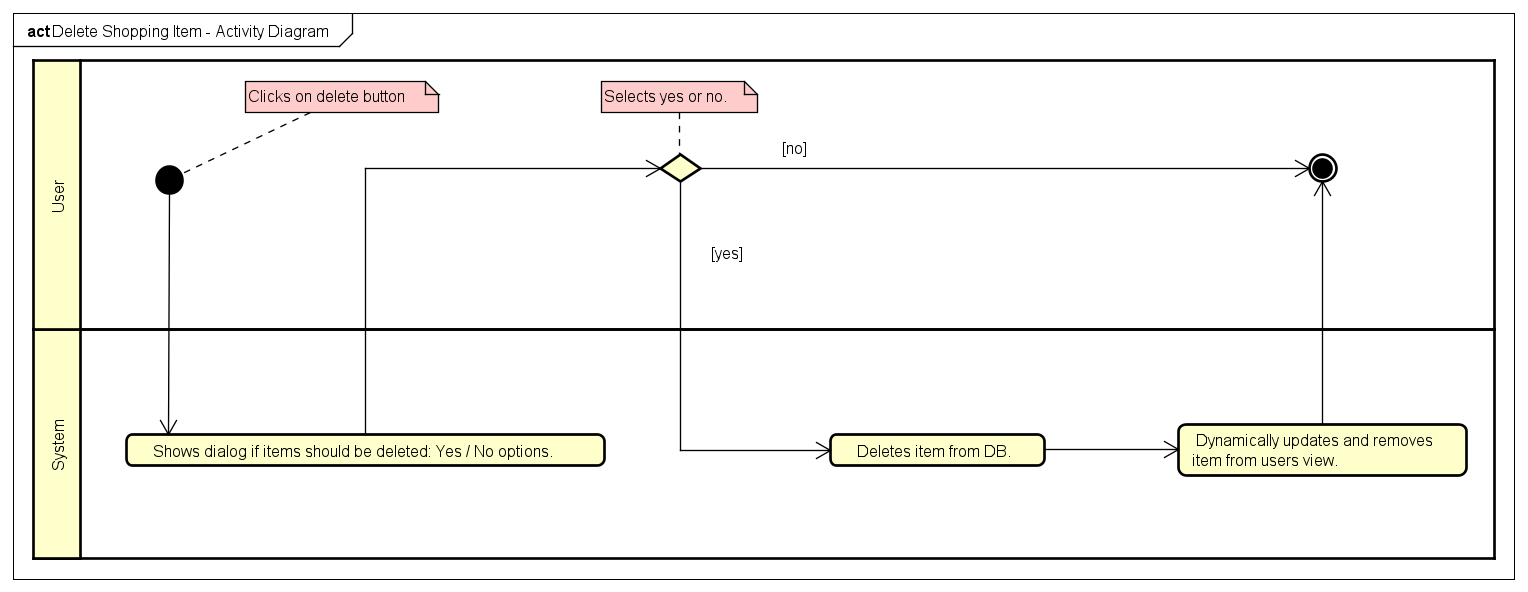 act Delete Shopping Item - Activity Diagram
Clicks on delete button
Selects yes or no.
[no]
User
[yes]
System
Shows dialog if items should be deleted: Yes / No options.
Deletes item from DB.
Dynamically updates and removes
item from users view.